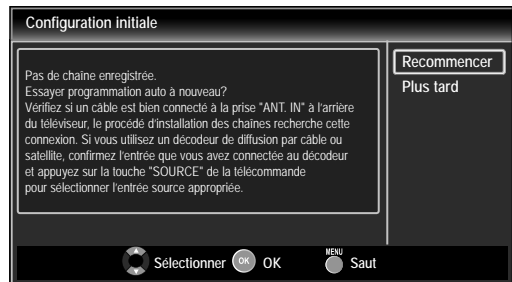 Configuration initiale
Pas de chaîne enregistrée.
Essayer programmation auto à nouveau?
Vérifiez si un câble est bien connecté à la prise "ANT. IN" à l'arrière
du téléviseur, le procédé d'installation des chaînes recherche cette
connexion. Si vous utilisez un décodeur de diffusion par câble ou
satellite, confirmez l'entrée que vous avez connectée au décodeur
et appuyez sur la touche "SOURCE" de la télécommande
pour sélectionner l'entrée source appropriée.
Recommencer
Plus tard
Sélectionner OK OK MENU Saut